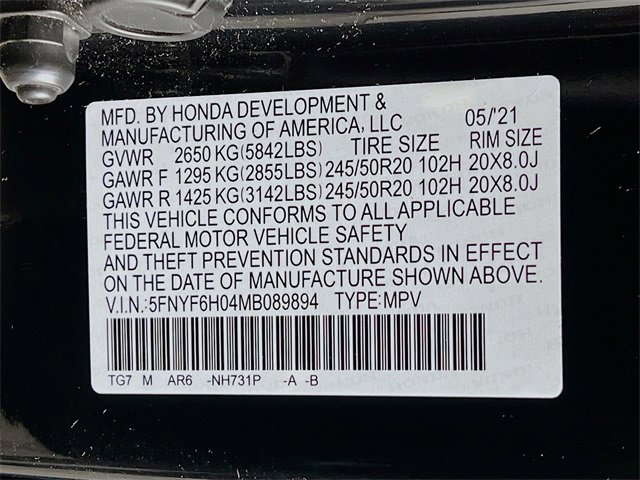 MFD. BY HONDA DEVELOPMENT &
MANUFACTURING OF AMERICA, LLC 05/'21
GVWR 2650 KG(5842LBS) TIRE SIZE RIM SIZE
GAWR F 1295 KG(2855LBS) 245/50R20 102H 20X8.0J
GAWR R 1425 KG(3142LBS) 245/50R20 102H 20X8.0J
THIS VEHICLE CONFORMS TO ALL APPLICABLE
FEDERAL MOTOR VEHICLE SAFETY
AND THEFT PREVENTION STANDARDS IN EFFECT
ON THE DATE OF MANUFACTURE SHOWN ABOVE.
V.I.N.:5FNYF6H04MB089894 TYPE:MPV
TG7 M AR6 -NH731P -A -B